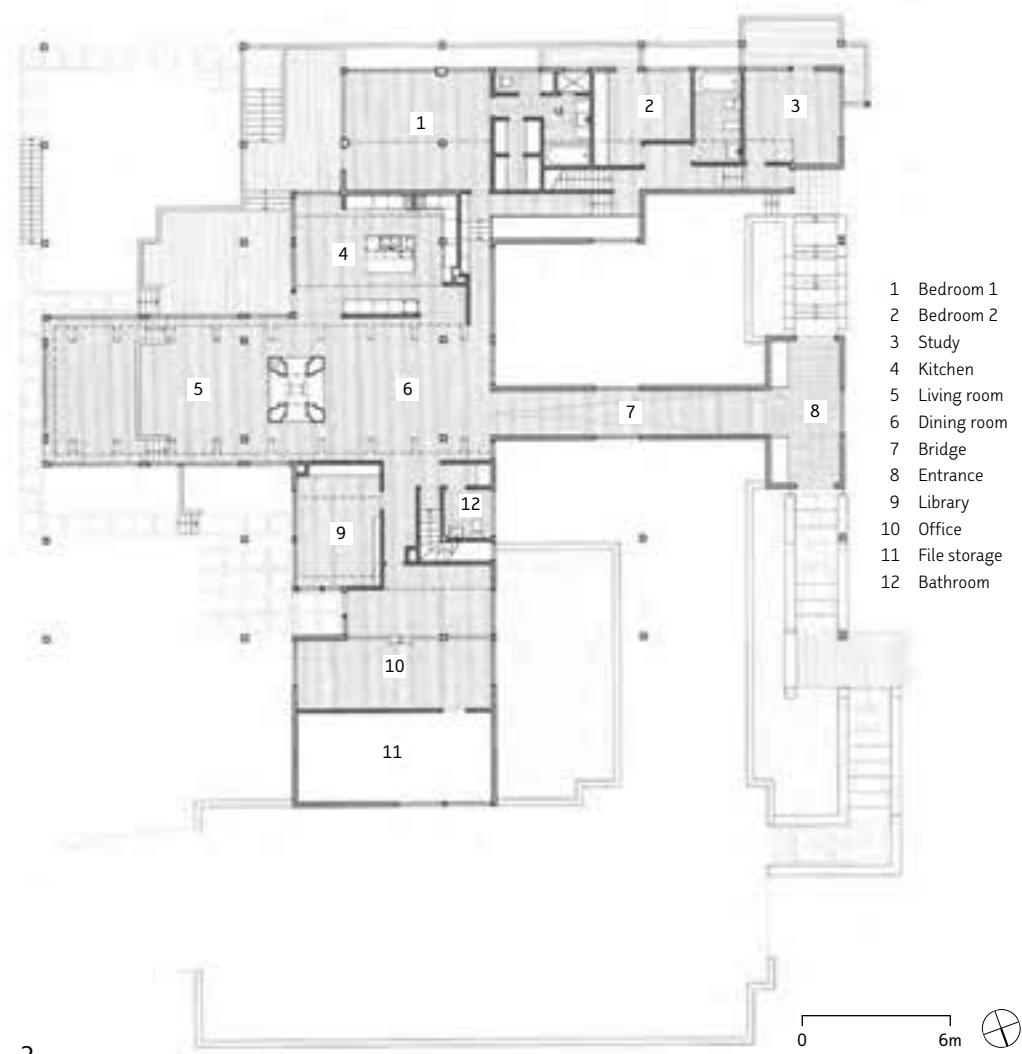 1
2
3
4
5
6
7
8
9
10
11
12
1 Bedroom 1
2 Bedroom 2
3 Study
4 Kitchen
5 Living room
6 Dining room
7 Bridge
8 Entrance
9 Library
10 Office
11 File storage
12 Bathroom
0 6m